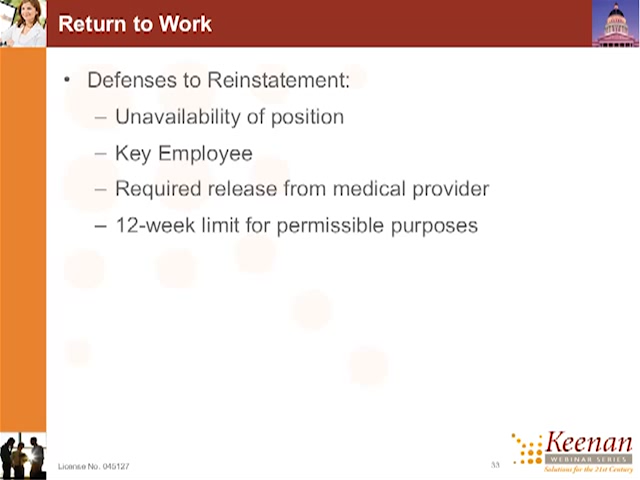 Return to Work
• Defenses to Reinstatement:
– Unavailability of position
– Key Employee
– Required release from medical provider
– 12-week limit for permissible purposes
License No. 045127
33
Keenan
WEBINAR SERIES
Solutions for the 21st Century